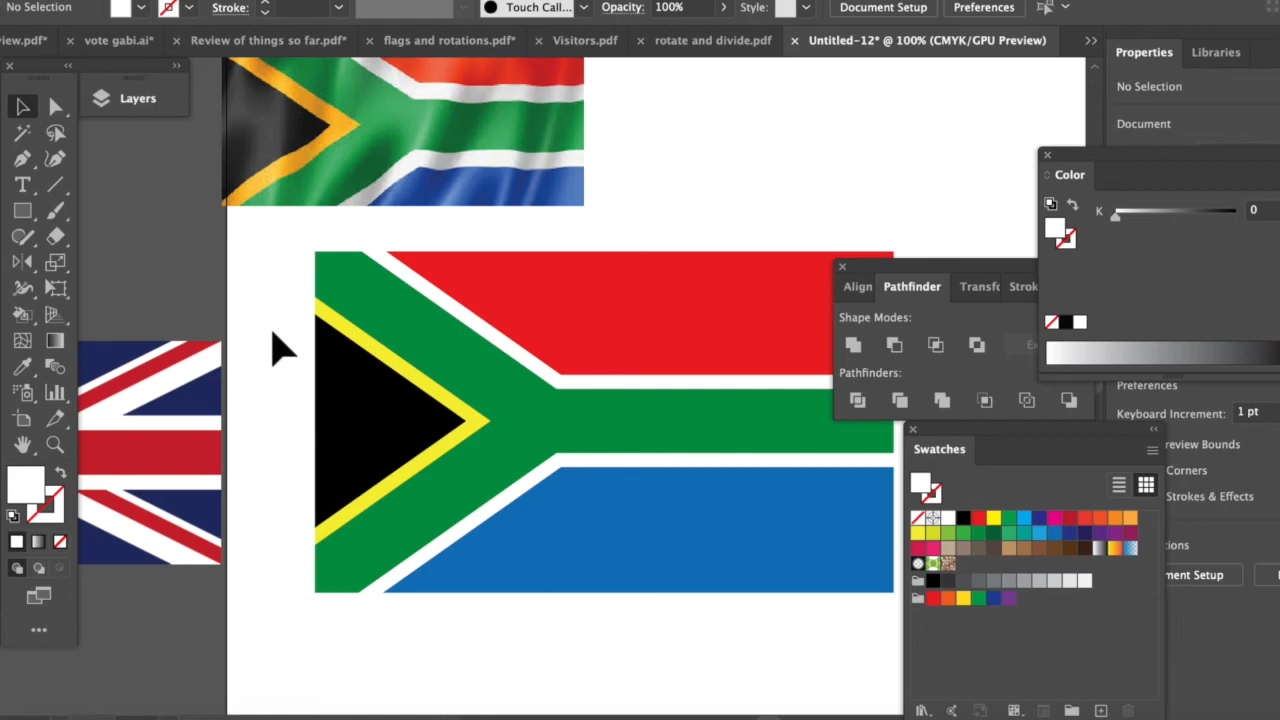 No Selection
Stroke:
Touch Call...
Opacity:
100%
Style:
Document Setup
Preferences
view.pdf*
vote gabi.ai*
Review of things so far.pdf*
flags and rotations.pdf*
Visitors.pdf
rotate and divide.pdf
Untitled-12* @ 100% (CMYK/GPU Preview)
Properties
Libraries
Layers
No Selection
Document
Color
K
0
Align
Pathfinder
Transfo
Strok
Shape Modes:
Pathfinders:
Preferences
Keyboard Increment:
1 pt
review Bounds
Corners
Strokes & Effects
Swatches
tions
ment Setup